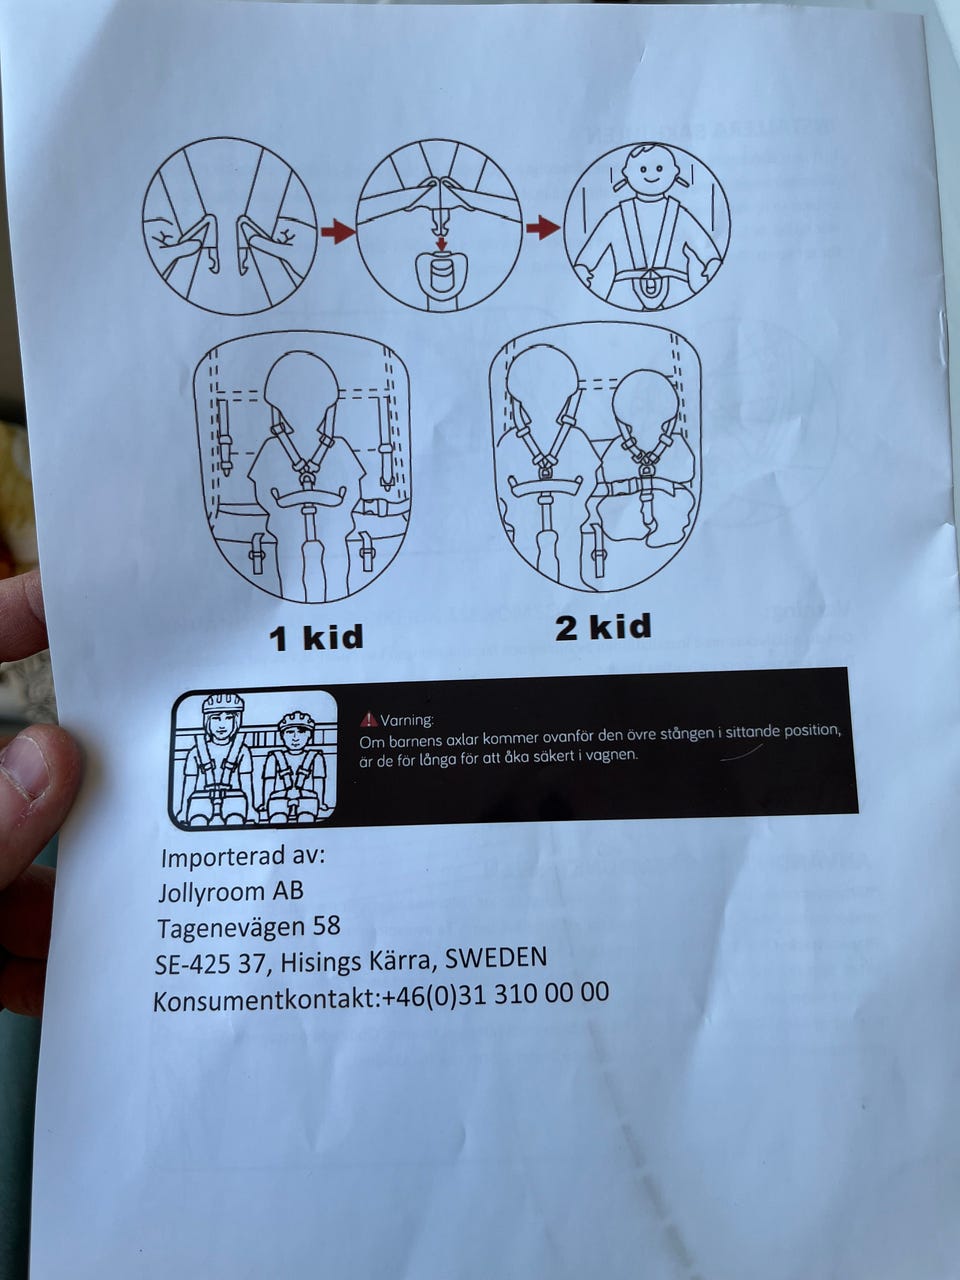 1 kid
2 kid
Varning:
Om barnens axlar kommer ovanför den övre stången i sittande position,
är de för långa för att åka säkert i vagnen.
Importerad av:
Jollyroom AB
Tagenevägen 58
SE-425 37, Hisings Kärra, SWEDEN
Konsumentkontakt:+46(0)31 310 00 00